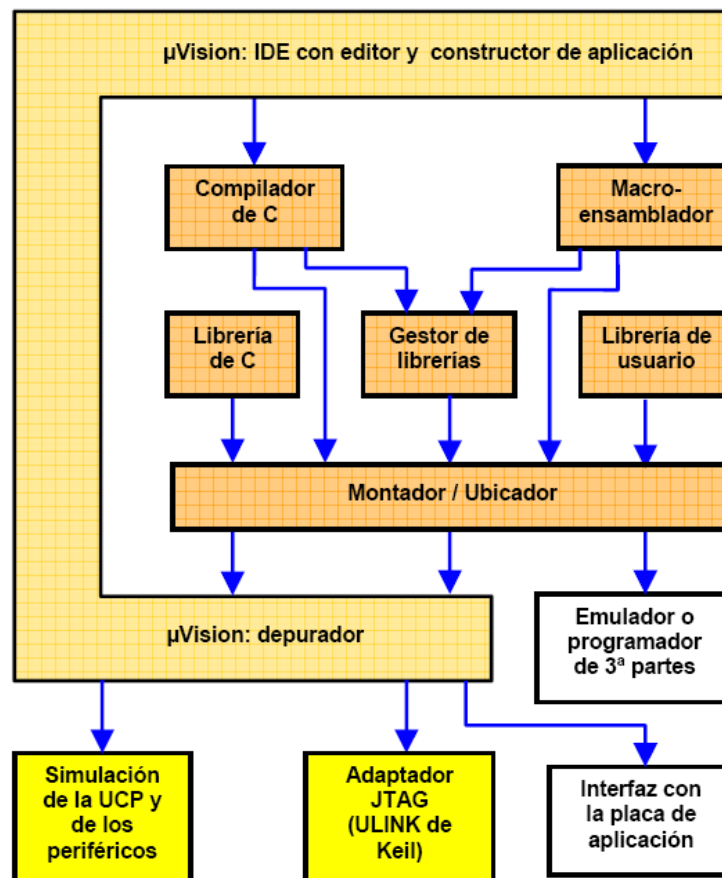 µVision: IDE con editor y constructor de aplicación
Compilador
de C
Macro-
ensamblador
Librería
de C
Gestor de
librerías
Librería de
usuario
Montador / Ubicador
µVision: depurador
Emulador o
programador
de 3ª partes
Simulación
de la UCP y
de los
periféricos
Adaptador
JTAG
(ULINK de
Keil)
Interfaz con
la placa de
aplicación